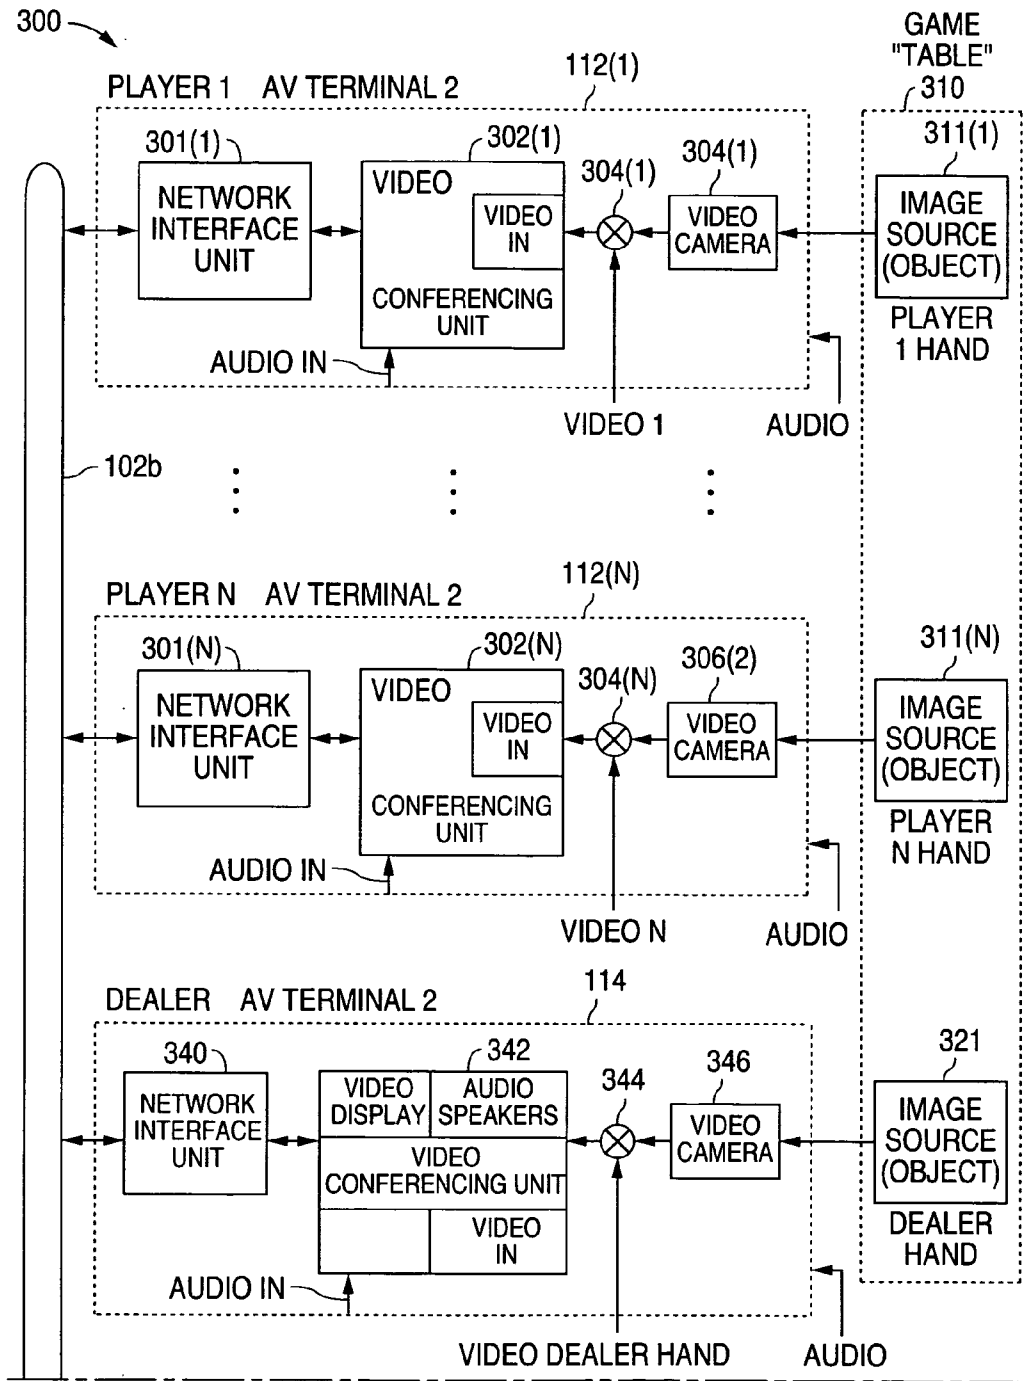 300
GAME
"TABLE"
310
PLAYER 1 AV TERMINAL 2
112(1)
301(1)
NETWORK
INTERFACE
UNIT
302(1)
VIDEO
VIDEO
IN
CONFERENCING
UNIT
304(1)
304(1)
VIDEO
CAMERA
311(1)
IMAGE
SOURCE
(OBJECT)
PLAYER
1 HAND
AUDIO IN
VIDEO 1
AUDIO
102b
PLAYER N AV TERMINAL 2
112(N)
301(N)
NETWORK
INTERFACE
UNIT
302(N)
VIDEO
VIDEO
IN
CONFERENCING
UNIT
304(N)
306(2)
VIDEO
CAMERA
311(N)
IMAGE
SOURCE
(OBJECT)
PLAYER
N HAND
AUDIO IN
VIDEO N
AUDIO
DEALER AV TERMINAL 2
114
340
NETWORK
INTERFACE
UNIT
342
VIDEO
DISPLAY
AUDIO
SPEAKERS
VIDEO
CONFERENCING UNIT
VIDEO
IN
344
346
VIDEO
CAMERA
321
IMAGE
SOURCE
(OBJECT)
DEALER
HAND
AUDIO IN
VIDEO DEALER HAND
AUDIO